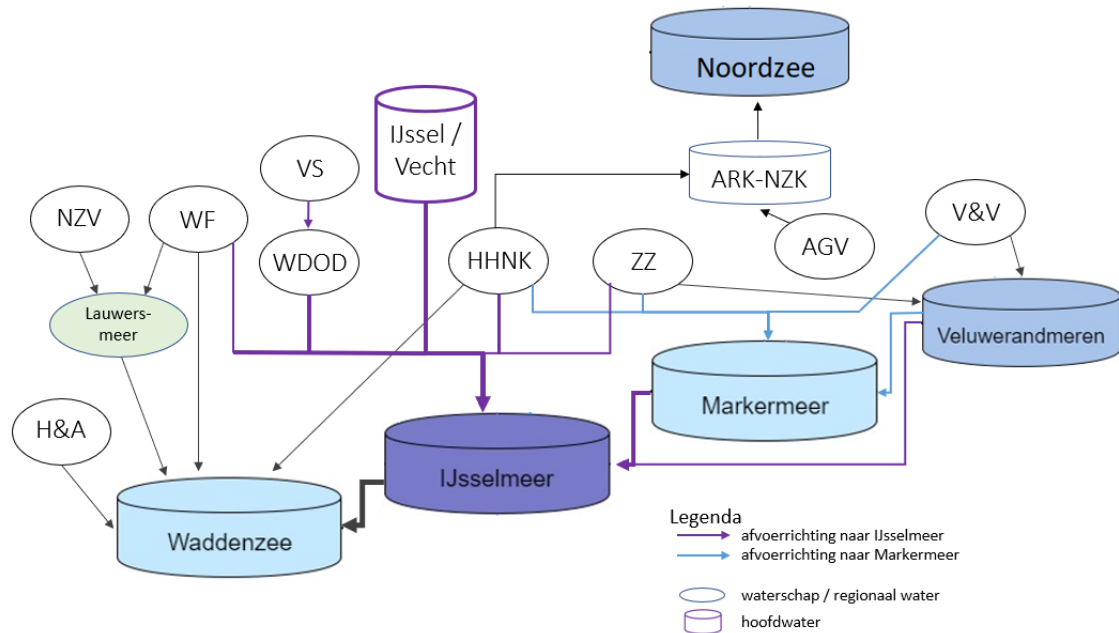 Noordzee
IJssel /
Vecht
VS
ARK-NZK
NZV
WF
V&V
AGV
WDOD
HHNK
ZZ
Lauwers-
meer
Veluwerandmeren
Markermeer
H&A
IJsselmeer
Waddenzee
Legenda
afvoerrichting naar IJsselmeer
afvoerrichting naar Markermeer
waterschap / regionaal water
hoofdwater